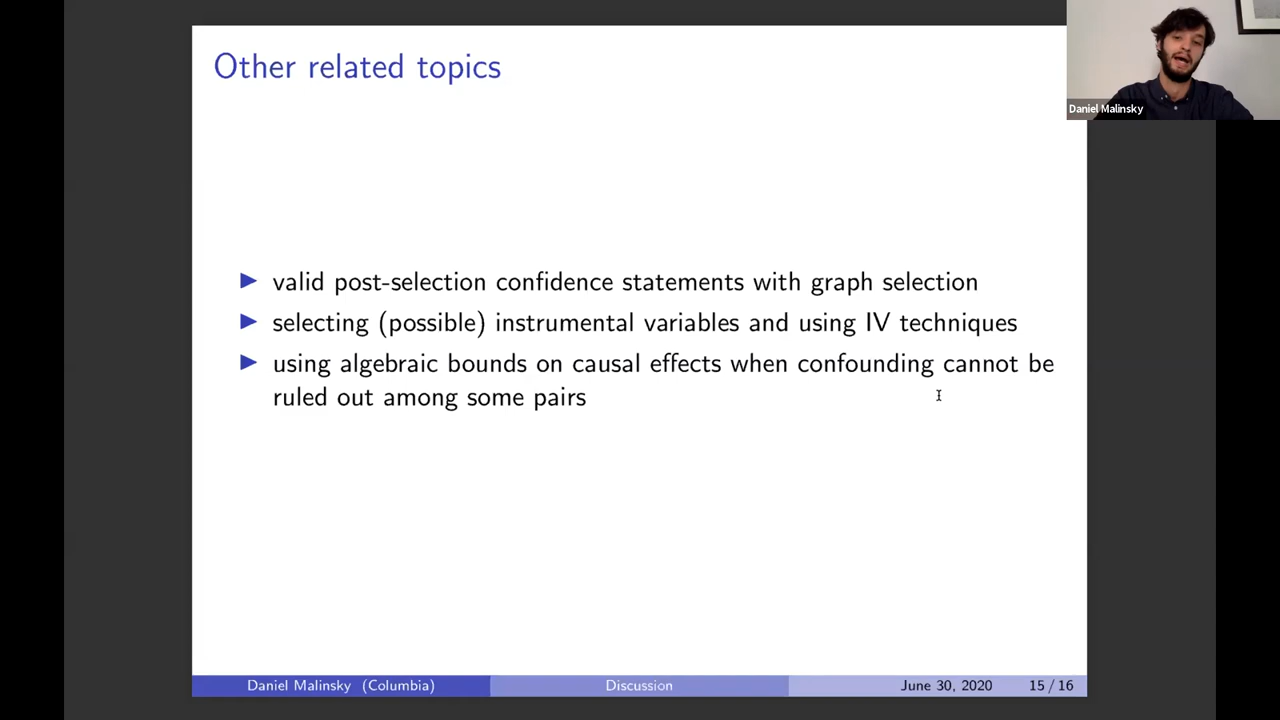 Other related topics
Daniel Malinsky
▶ valid post-selection confidence statements with graph selection
▶ selecting (possible) instrumental variables and using IV techniques
▶ using algebraic bounds on causal effects when confounding cannot be
ruled out among some pairs
Daniel Malinsky (Columbia) Discussion June 30, 2020 15 / 16